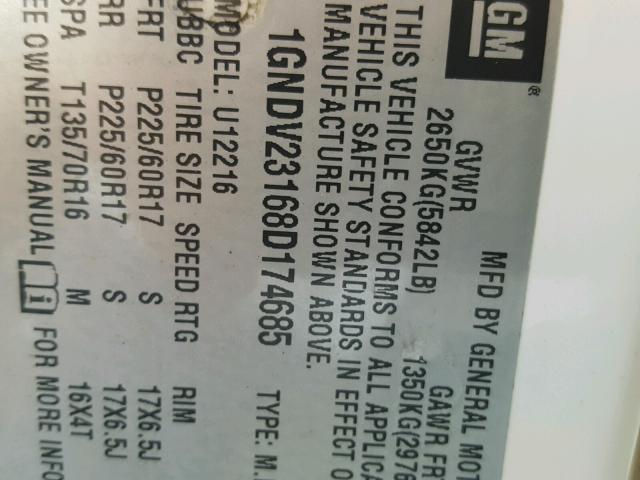 GM
®
MFD BY GENERAL MOT
GVWR GAWR FR
2650KG(5842LB) 1350KG(2976
THIS VEHICLE CONFORMS TO ALL APPLICA
VEHICLE SAFETY STANDARDS IN EFFECT O
MANUFACTURE SHOWN ABOVE.
1GNDV23168D174685 TYPE: M.
MODEL: U12216
UBBC TIRE SIZE SPEED RTG RIM
FRT P225/60R17 S 17X6.5J
RR P225/60R17 S 17X6.5J
SPA T135/70R16 M 16X4T
EE OWNER'S MANUAL i FOR MORE INFO